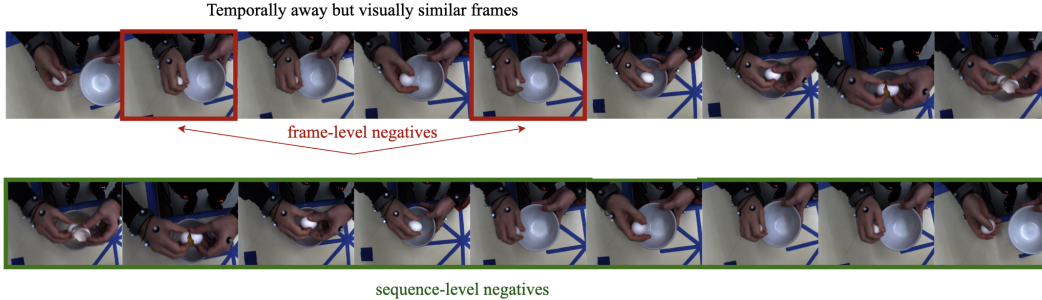 Temporally away but visually similar frames
frame-level negatives
sequence-level negatives